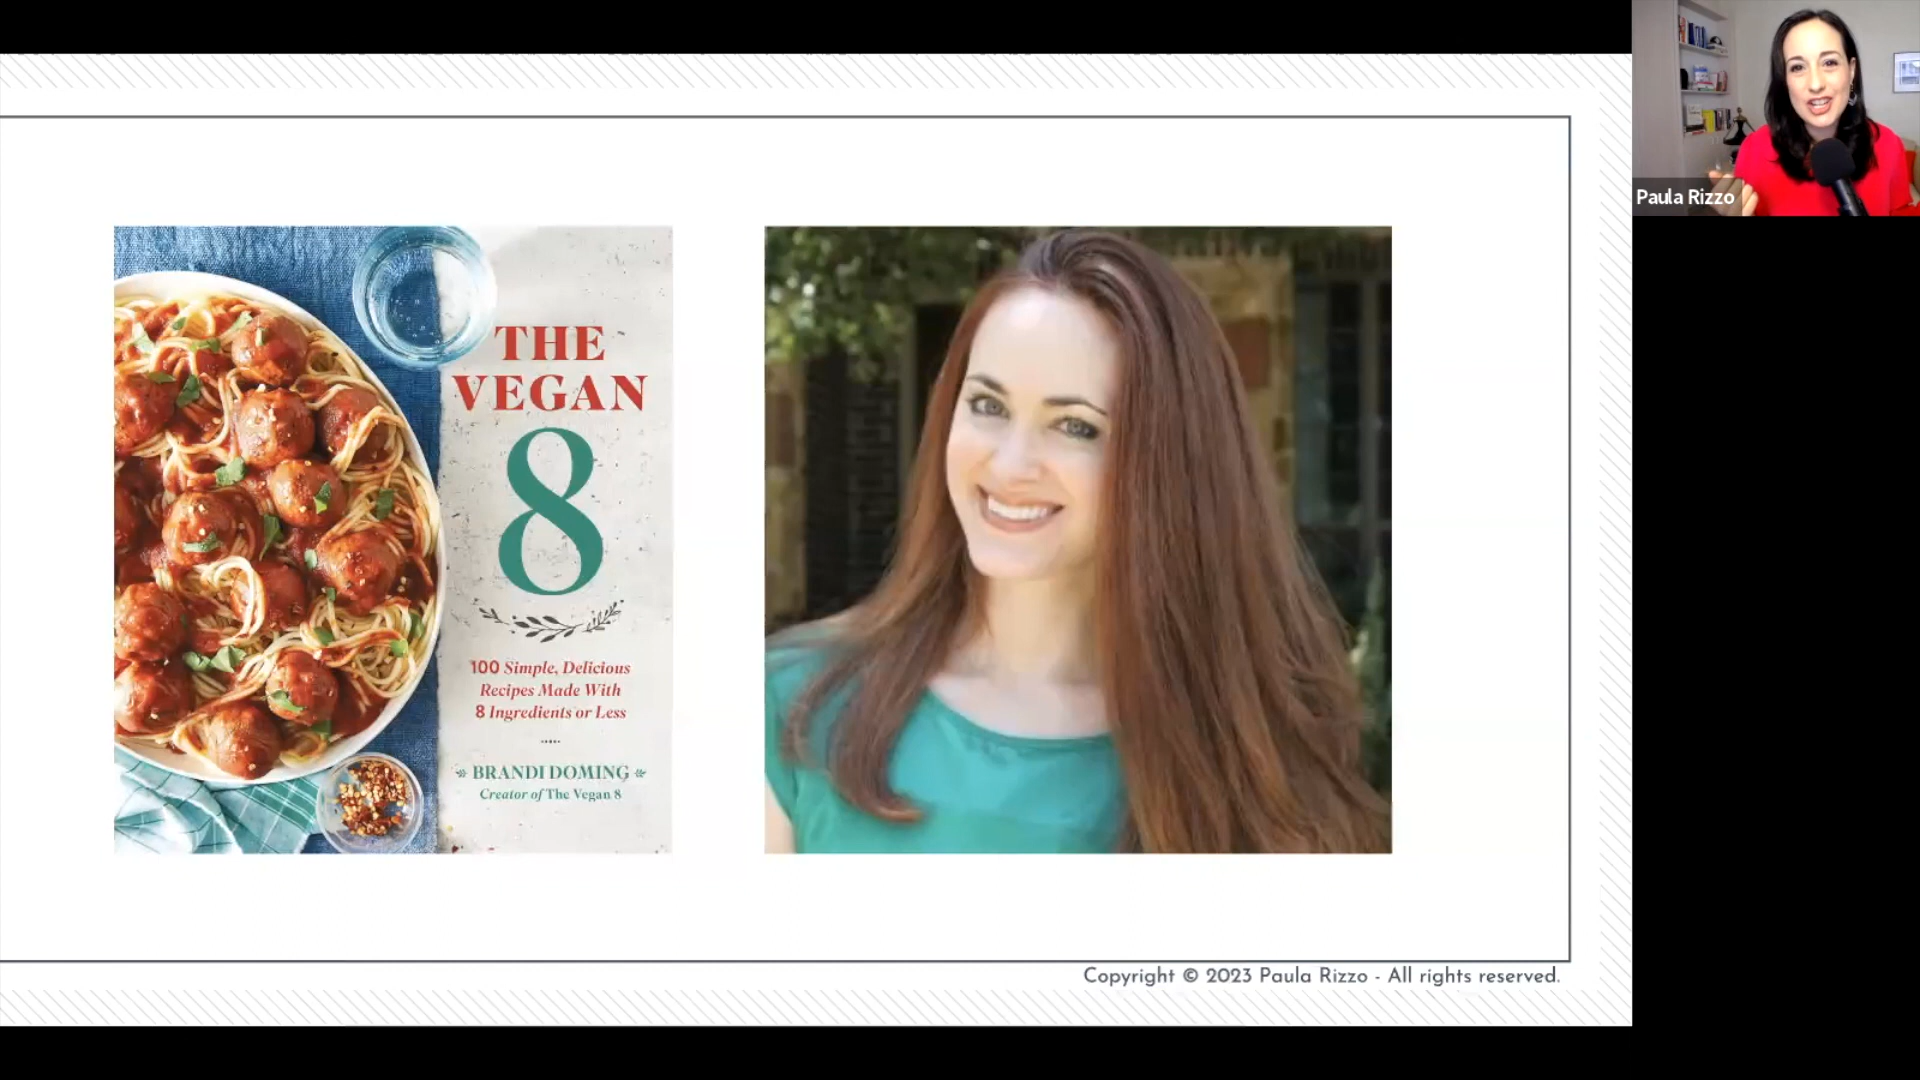 Paula Rizzo
THE
VEGAN
8
100 Simple, Delicious
Recipes Made With
8 Ingredients or Less
BRANDI DOMING
Creator of The Vegan 8
Copyright © 2023 Paula Rizzo - All rights reserved.